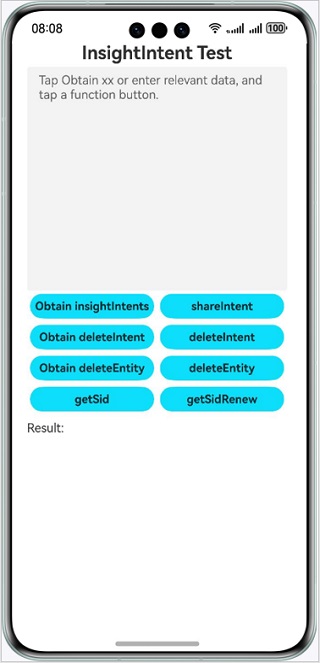 08:08
100
InsightIntent Test
Tap Obtain xx or enter relevant data, and
tap a function button.
Obtain insightIntents
shareIntent
Obtain deleteIntent
deleteIntent
Obtain deleteEntity
deleteEntity
getSid
getSidRenew
Result: